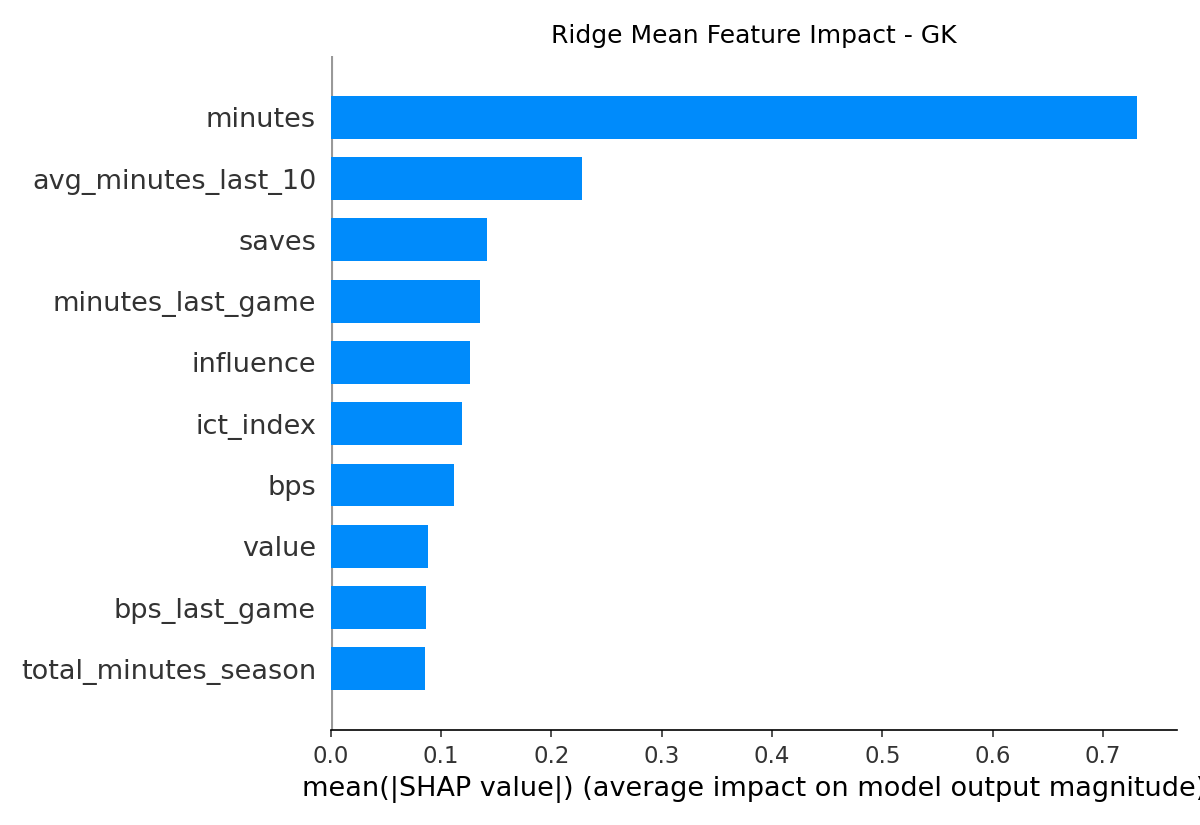 Ridge Mean Feature Impact - GK
minutes
avg_minutes_last_10
saves
minutes_last_game
influence
ict_index
bps
value
bps_last_game
total_minutes_season
0.0 0.1 0.2 0.3 0.4 0.5 0.6 0.7
mean(|SHAP value|) (average impact on model output magnitude)